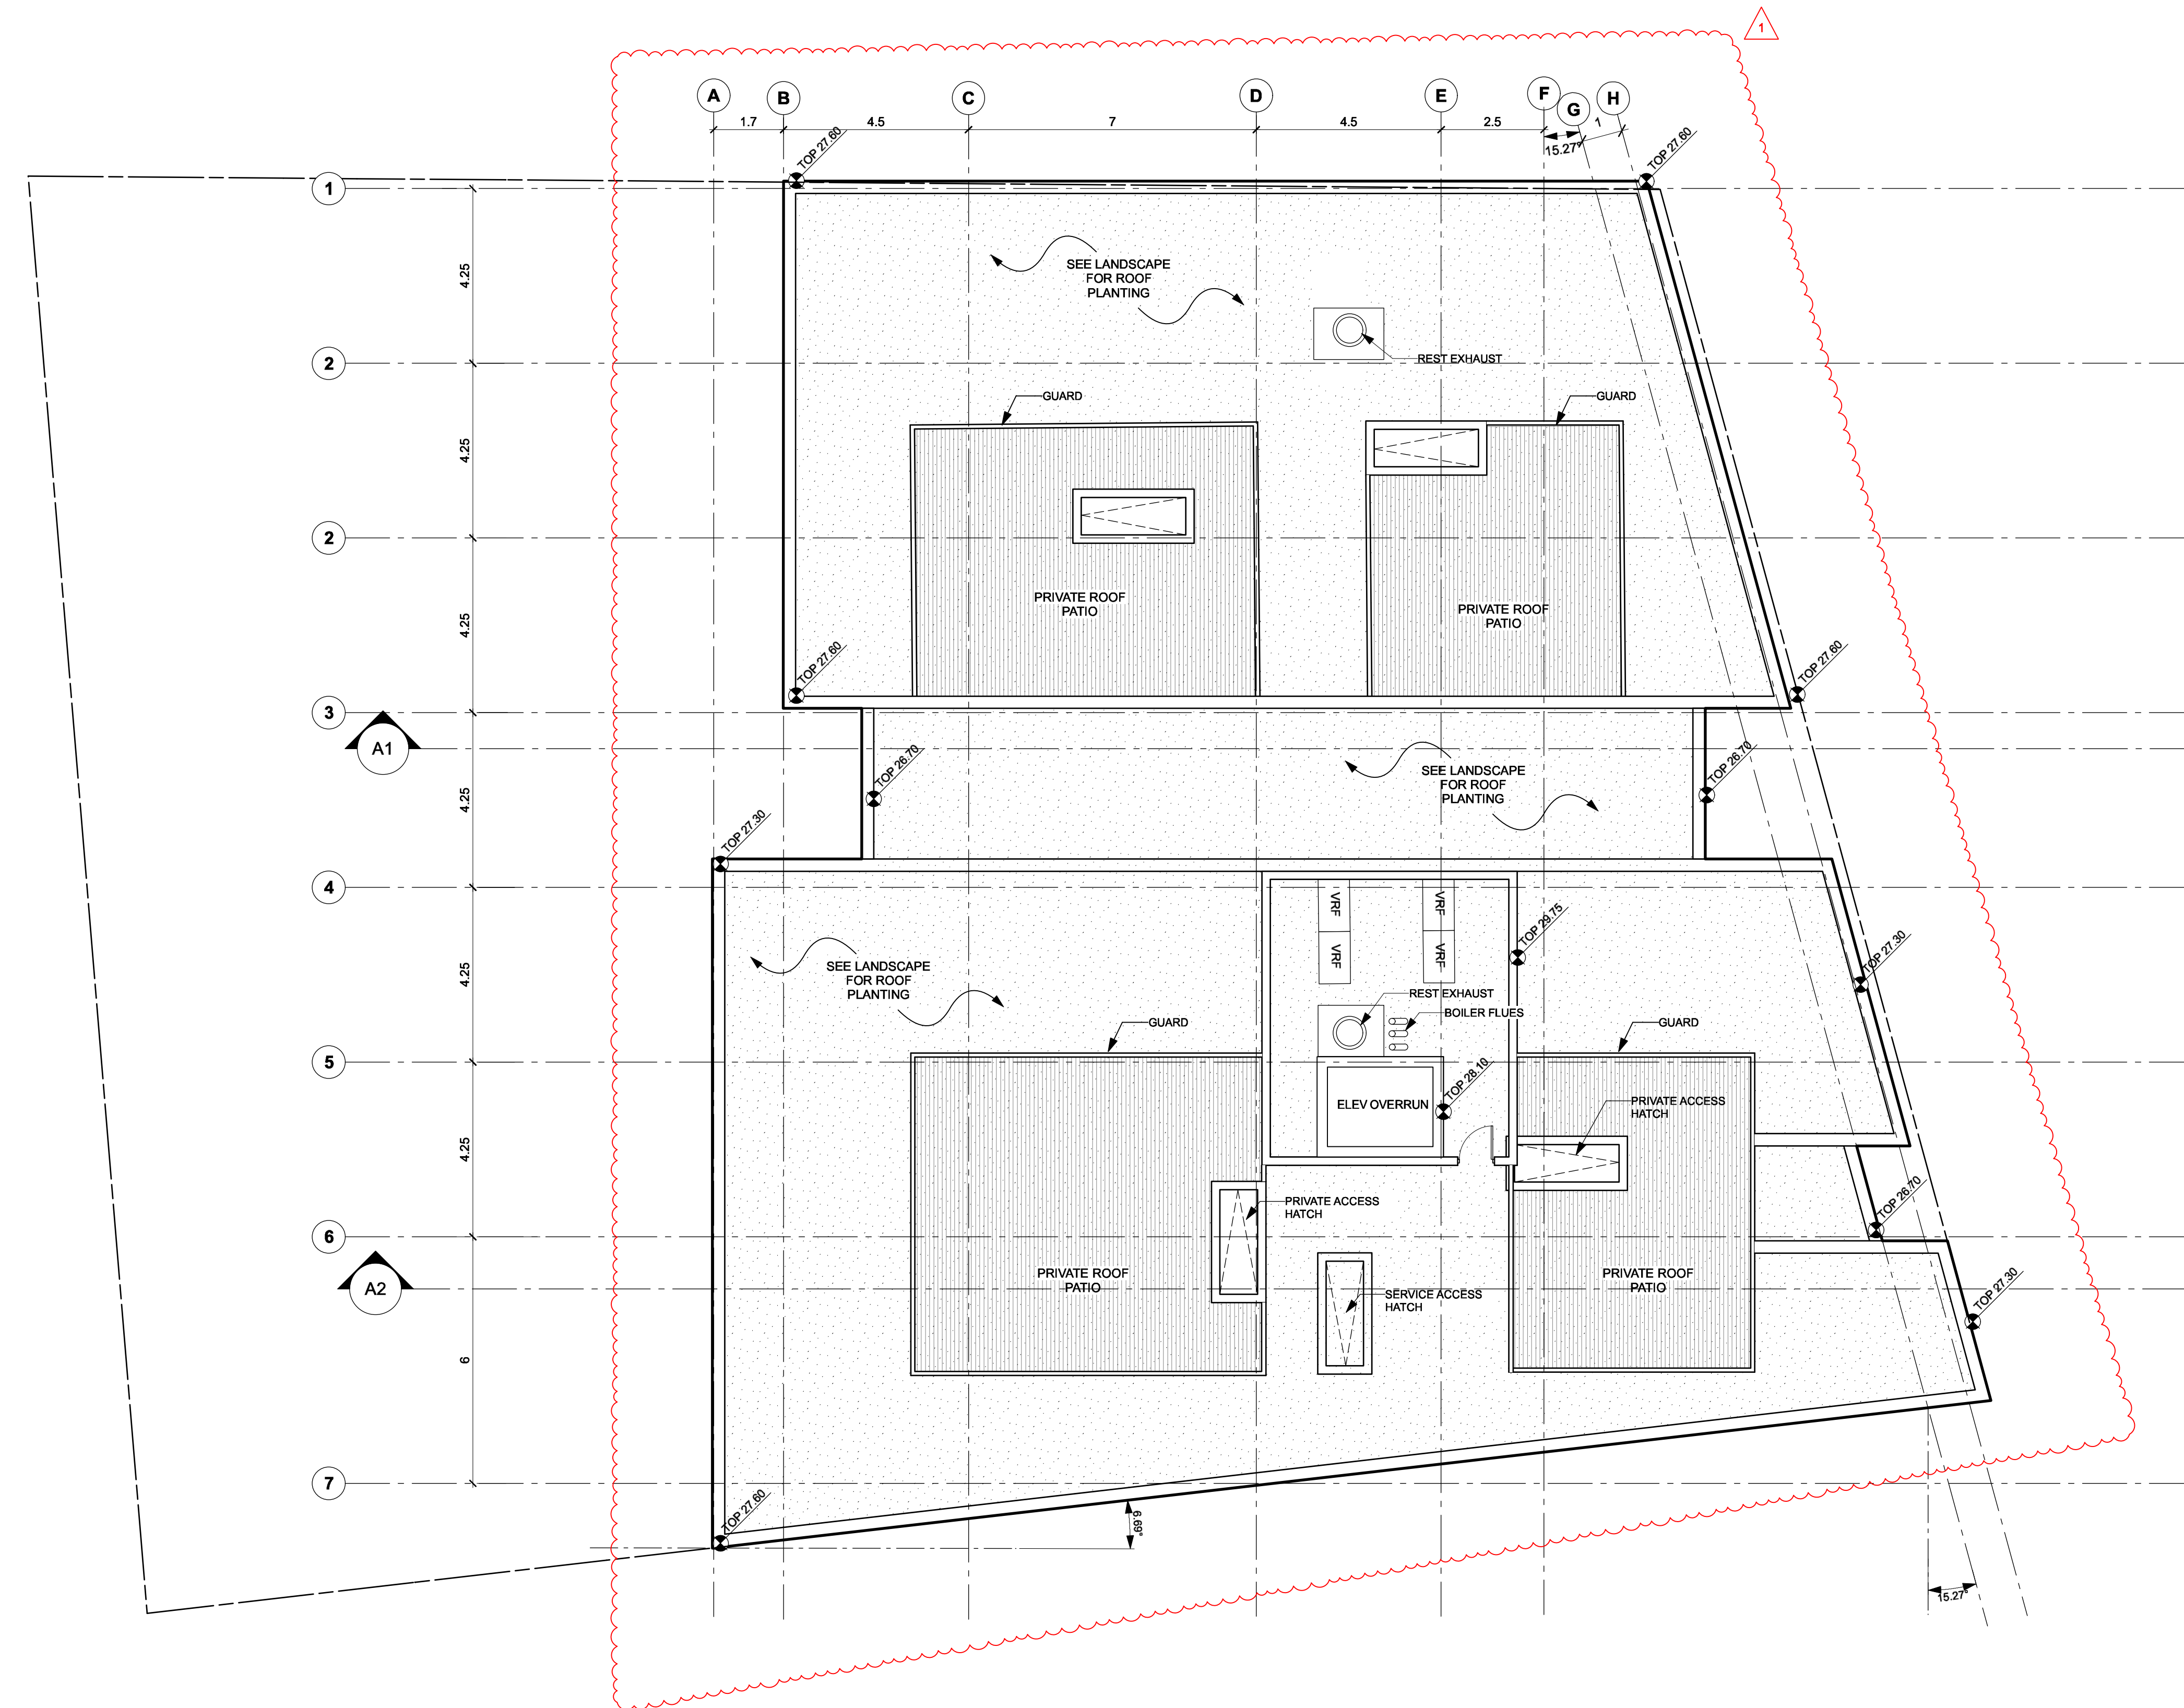 1
A
B
C
D
E
F
G
H
1.7
4.5
7
4.5
2.5
15.27°
1
TOP 27.60
TOP 27.60
1
4.25
SEE LANDSCAPE
FOR ROOF
PLANTING
2
REST EXHAUST
GUARD
GUARD
4.25
2
PRIVATE ROOF
PATIO
PRIVATE ROOF
PATIO
4.25
TOP 27.60
TOP 27.60
3
A1
TOP 26.70
TOP 26.70
SEE LANDSCAPE
FOR ROOF
PLANTING
4.25
TOP 27.30
4
VRF
VRF
VRF
VRF
TOP 29.75
TOP 27.30
SEE LANDSCAPE
FOR ROOF
PLANTING
4.25
REST EXHAUST
BOILER FLUES
GUARD
GUARD
5
TOP 28.10
ELEV OVERRUN
PRIVATE ACCESS
HATCH
4.25
PRIVATE ACCESS
HATCH
TOP 26.70
6
PRIVATE ROOF
PATIO
PRIVATE ROOF
PATIO
A2
SERVICE ACCESS
HATCH
TOP 27.30
6
7
TOP 27.60
6.69°
15.27°